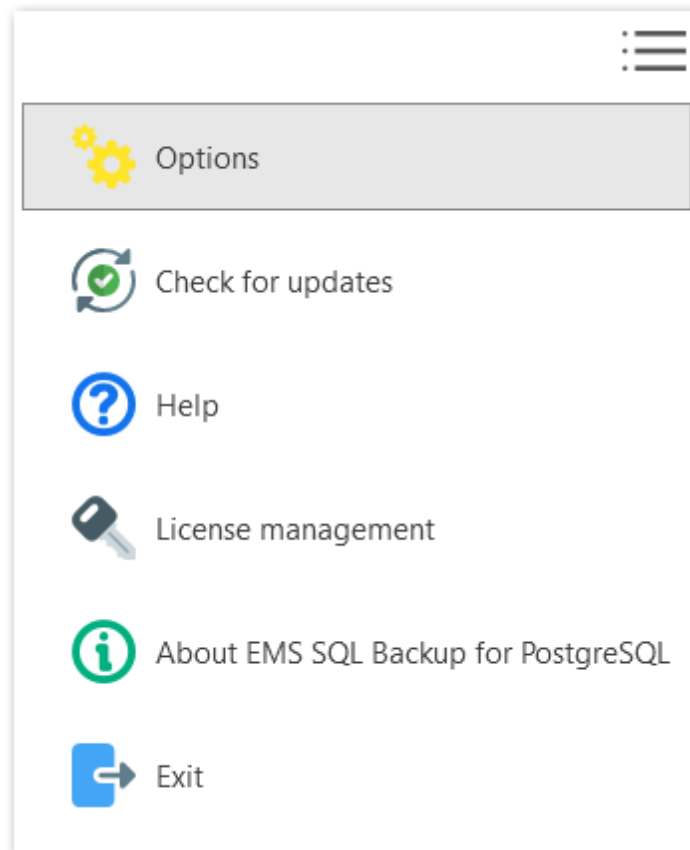 Options
Check for updates
Help
License management
About EMS SQL Backup for PostgreSQL
Exit